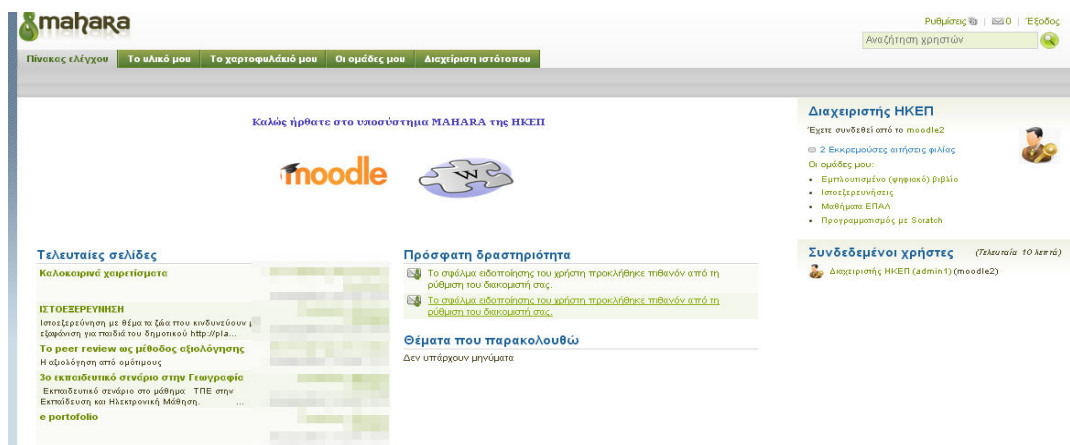 mahara
Ρυθμίσεις | 0 | Έξοδος
Αναζήτηση χρηστών
Πίνακας ελέγχου Το υλικό μου Το χαρτοφυλάκιό μου Οι ομάδες μου Διαχείριση ιστότοπου
Καλώς ήρθατε στο υποσύστημα MAHARA της ΗΚΕΠ
moodle
W
Τελευταίες σελίδες
Καλοκαιρινά χαιρετίσματα
ΙΣΤΟΕΞΕΡΕΥΝΗΣΗ
Ιστοεξερεύνηση με θέμα τα ζώα που κινδυνεύουν
εξαφάνιση για παιδιά του δημοτικού http://pla...
Το peer review ως μέθοδος αξιολόγησης
Η αξιολόγηση από ομότιμους
3ο εκπαιδευτικό σενάριο στην Γεωγραφία
Εκπαιδευτικό σενάριο στο μάθημα ΤΠΕ στην
Εκπαίδευση και Ηλεκτρονική Μάθηση. ...
e portofolio
Πρόσφατη δραστηριότητα
Το σφάλμα ειδοποίησης του χρήστη προκλήθηκε πιθανόν από τη
ρύθμιση του διακομιστή σας.
Το σφάλμα ειδοποίησης του χρήστη προκλήθηκε πιθανόν από τη
ρύθμιση του διακομιστή σας.
Θέματα που παρακολουθώ
Δεν υπάρχουν μηνύματα
Διαχειριστής ΗΚΕΠ
Έχετε συνδεθεί από το moodle2
2 Εκκρεμούσες αιτήσεις φιλίας
Οι ομάδες μου:
Εμπλουτισμένο (ψηφιακό) βιβλίο
Ιστοεξερευνήσεις
Μαθήματα ΕΠΑΛ
Προγραμματισμός με Scratch
Συνδεδεμένοι χρήστες (Τελευταία 10 λεπτά)
Διαχειριστής ΗΚΕΠ (admin1) (moodle2)